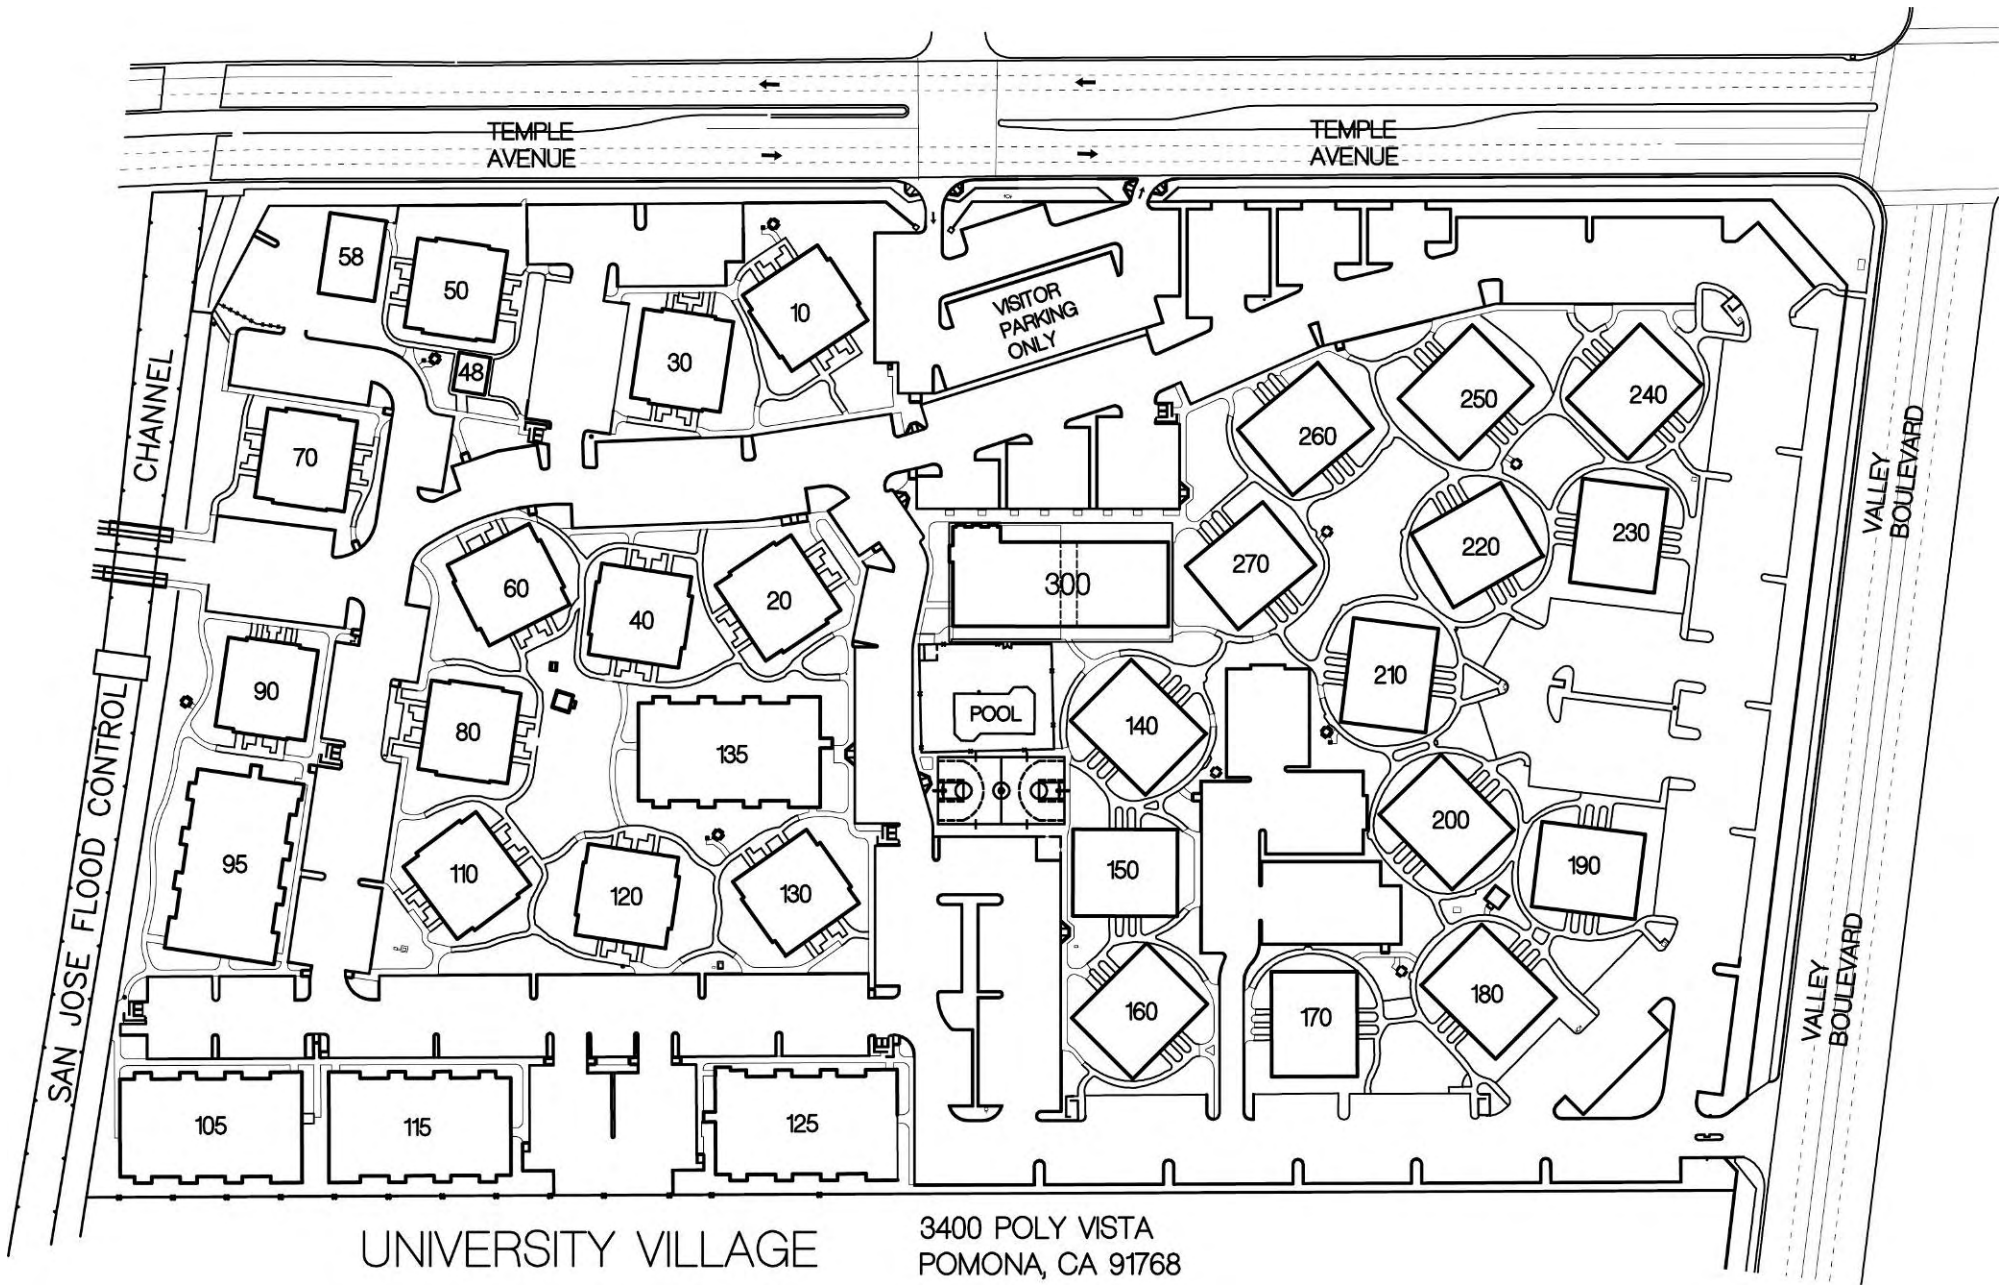 TEMPLE
AVENUE
TEMPLE
AVENUE
58
50
48
30
10
VISITOR
PARKING
ONLY
250
240
260
70
CHANNEL
VALLEY
BOULEVARD
220
230
270
300
60
40
20
90
80
210
POOL
140
135
SAN JOSE FLOOD CONTROL
95
110
120
130
150
200
190
160
170
180
VALLEY
BOULEVARD
105
115
125
UNIVERSITY VILLAGE
3400 POLY VISTA
POMONA, CA 91768